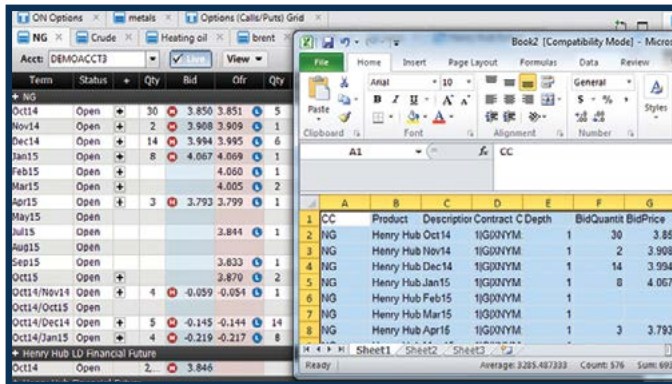 ON Options metals Options (Calls/Puts) Grid
NG Crude Heating oil brent
Acct: DEMOACCT3 Live View
Term Status + Qty Bid Ofr Qty
+ NG
Oct14 Open + 30 3.850 3.851 5
Nov14 Open + 2 3.908 3.909 1
Dec14 Open + 14 3.994 3.995 6
Jan15 Open + 8 4.067 4.069 1
Feb15 Open + 4.060 1
Mar15 Open + 4.005 2
Apr15 Open + 3 3.793 3.799 1
May15 Open
Jul15 Open 3.844 1
Aug15 Open
Sep15 Open 3.833 1
Oct15 Open + 3.870 2
Oct14/Nov14 Open + 4 -0.059 -0.054 1
Oct14/Oct15 Open
Oct14/Dec14 Open + 5 -0.145 -0.144 14
Oct14/Jan15 Open + 4 -0.219 -0.217 8
+ Henry Hub LD Financial Future
Oct14 Open 2,... 3.846
Book2 [Compatibility Mode]
File Home Insert Page Layout Formulas Data Review
Paste
Arial 10
B I U A A
General
$ % ,
Styles
Clipboard Font Alignment Number
A1 fx CC
A B C D E F G
1 CC Product Description Contract C Depth BidQuantit BidPrice
2 NG Henry Hub Oct14 1|G|XNYM: 1 30 3.85
3 NG Henry Hub Nov14 1|G|XNYM: 1 2 3.908
4 NG Henry Hub Dec14 1|G|XNYM: 1 14 3.994
5 NG Henry Hub Jan15 1|G|XNYM: 1 8 4.067
6 NG Henry Hub Feb15 1|G|XNYM: 1
7 NG Henry Hub Mar15 1|G|XNYM: 1
8 NG Henry Hub Apr15 1|G|XNYM: 1 3 3.793
Sheet1 Sheet2 Sheet3
Ready Average: 3285.487333 Count: 576 Sum: 693